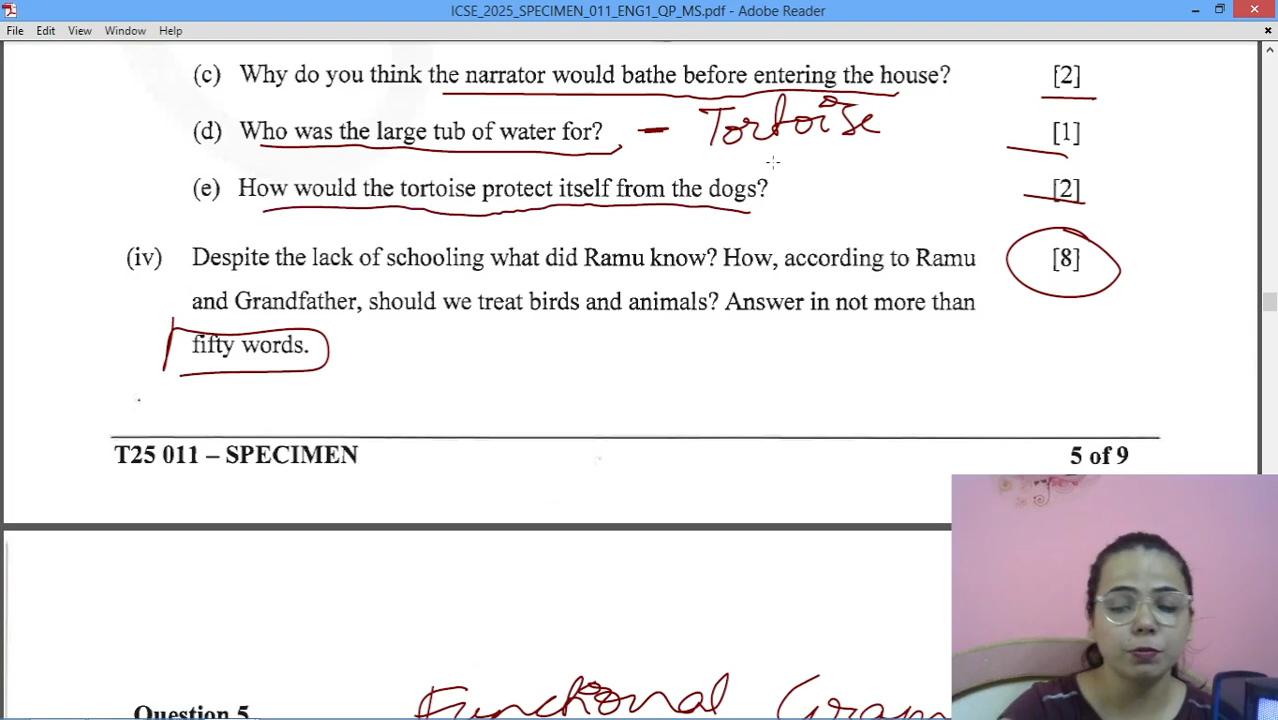 ICSE_2025_SPECIMEN_011_ENG1_QP_MS.pdf - Adobe Reader
File Edit View Window Help
(c) Why do you think the narrator would bathe before entering the house? [2]
(d) Who was the large tub of water for? - Tortoise [1]
(e) How would the tortoise protect itself from the dogs? [2]
(iv) Despite the lack of schooling what did Ramu know? How, according to Ramu [8]
and Grandfather, should we treat birds and animals? Answer in not more than
fifty words.
T25 011 – SPECIMEN 5 of 9
Functional
Question 5